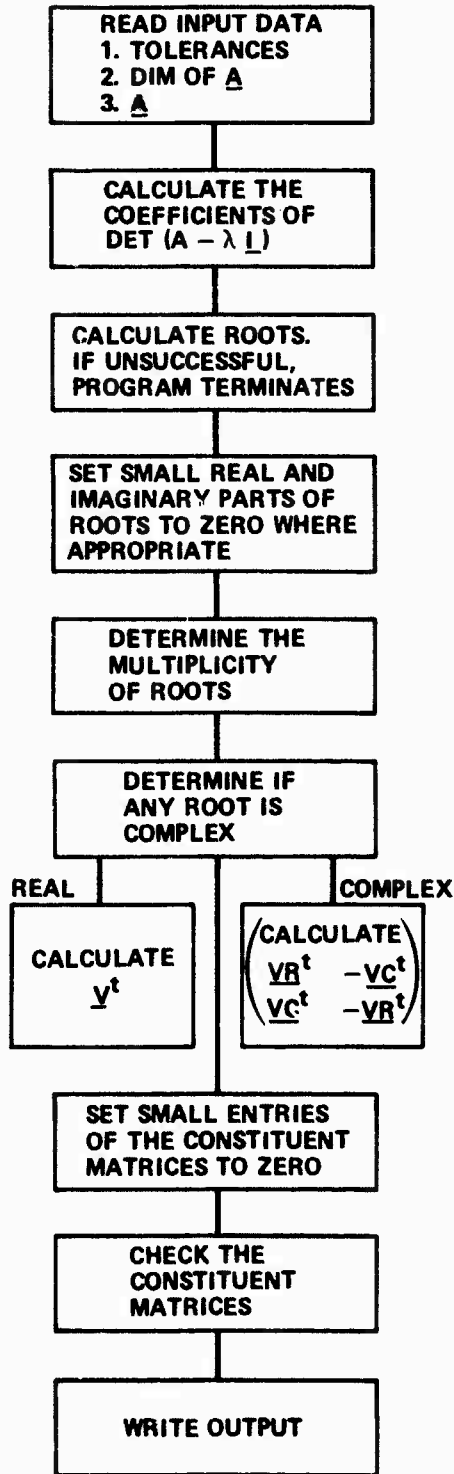 READ INPUT DATA
1. TOLERANCES
2. DIM OF A
3. A
CALCULATE THE
COEFFICIENTS OF
DET (A − λ I)
CALCULATE ROOTS.
IF UNSUCCESSFUL,
PROGRAM TERMINATES
SET SMALL REAL AND
IMAGINARY PARTS OF
ROOTS TO ZERO WHERE
APPROPRIATE
DETERMINE THE
MULTIPLICITY
OF ROOTS
DETERMINE IF
ANY ROOT IS
COMPLEX
REAL
CALCULATE
V^t
COMPLEX
CALCULATE
VR^t −VC^t
VC^t −VR^t
SET SMALL ENTRIES
OF THE CONSTITUENT
MATRICES TO ZERO
CHECK THE
CONSTITUENT
MATRICES
WRITE OUTPUT